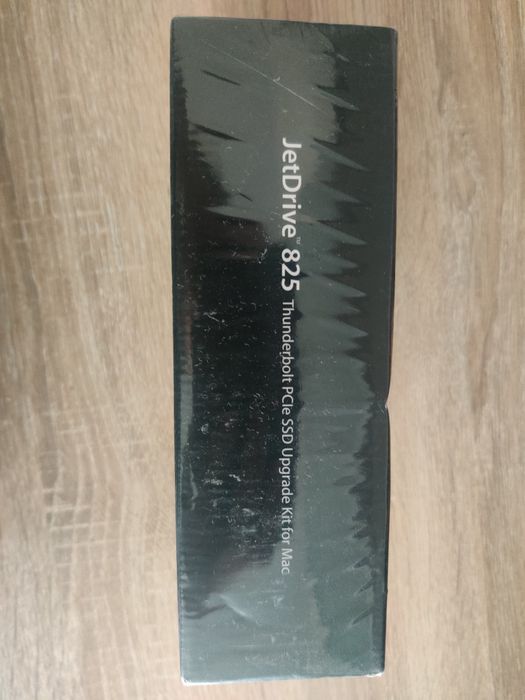 JetDrive™ 825 Thunderbolt PCIe SSD Upgrade Kit for Mac